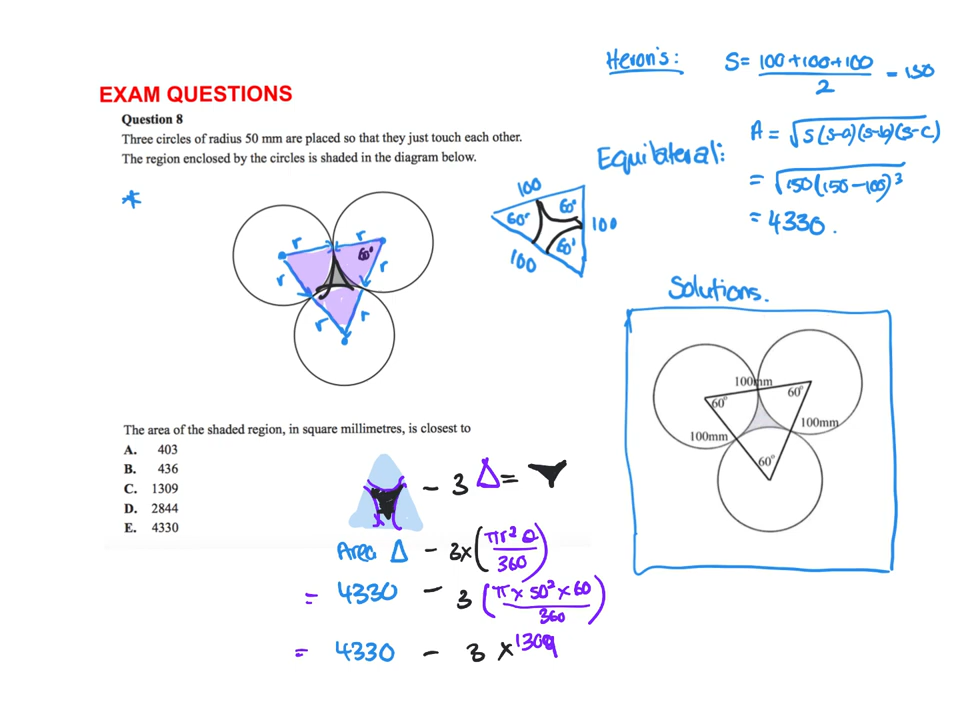 EXAM QUESTIONS
Question 8
Three circles of radius 50 mm are placed so that they just touch each other.
The region enclosed by the circles is shaded in the diagram below.
*
r r
60°
r r
r r
The area of the shaded region, in square millimetres, is closest to
A. 403
B. 436
C. 1309
D. 2844
E. 4330
Heron's: S = 100+100+100 / 2 = 150
Equilateral:
A = √s(s-a)(s-b)(s-c)
= √150(150-100)³
= 4330.
100
60° 60°
100
60°
100
Solutions.
100mm
60° 60°
100mm 100mm
60°
- 3 Δ =
Area Δ - 3x (πr²θ / 360)
= 4330 - 3 (π x 50² x 60 / 360)
= 4330 - 3 x 1309